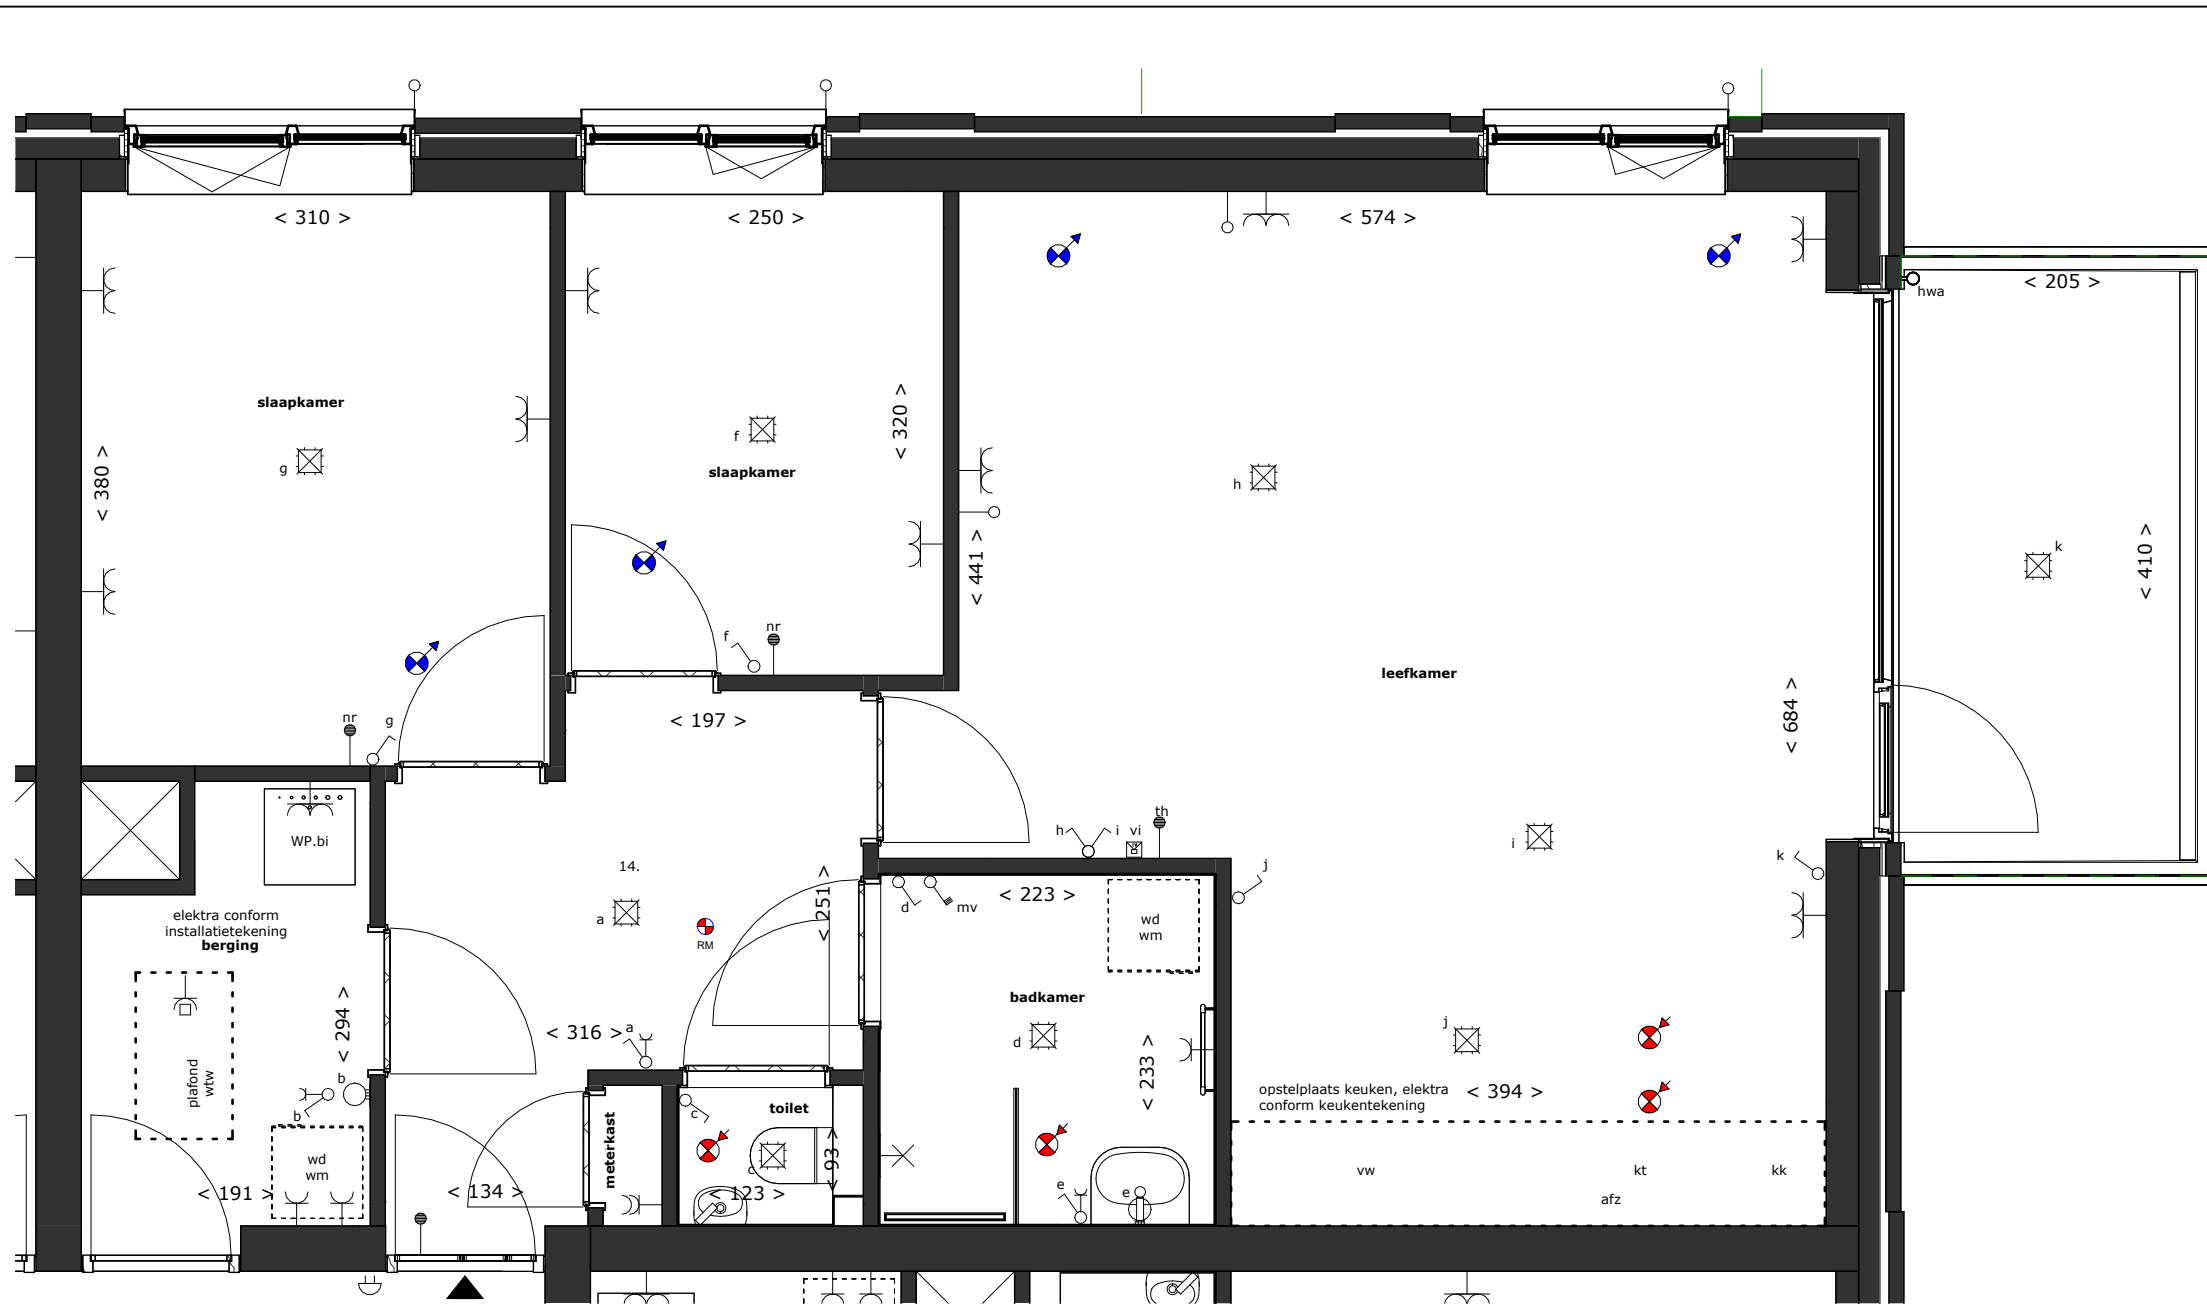 < 310 >
< 250 >
< 574 >
hwa
< 205 >
slaapkamer
g
< 380 >
f
slaapkamer
< 320 >
h
< 441 >
k
< 410 >
f
nr
leefkamer
nr
g
< 197 >
< 684 >
WP.bi
14.
a
RM
< 251 >
h
i
vi
th
i
k
j
d
mv
< 223 >
wd
wm
elektra conform
installatietekening
berging
plafond
wtw
< 294 >
b
b
< 316 >
a
badkamer
d
< 233 >
j
opstelplaats keuken, elektra
conform keukentekening
< 394 >
meterkast
c
toilet
c
< 93 >
< 123 >
wd
wm
< 191 >
< 134 >
e
e
vw
kt
kk
afz